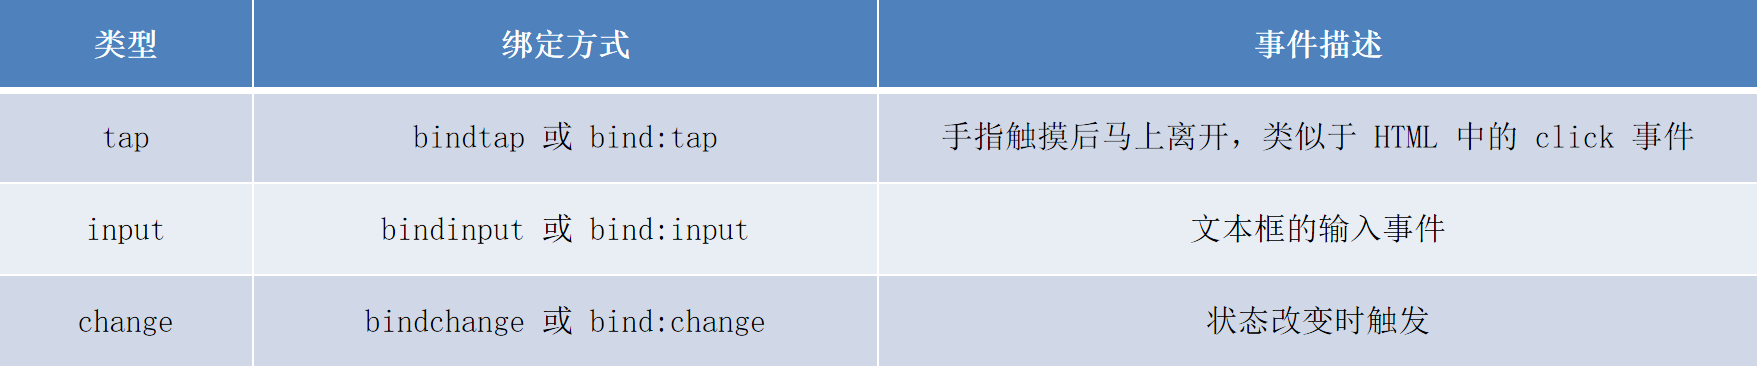 类型 绑定方式 事件描述
tap bindtap 或 bind:tap 手指触摸后马上离开，类似于 HTML 中的 click 事件
input bindinput 或 bind:input 文本框的输入事件
change bindchange 或 bind:change 状态改变时触发